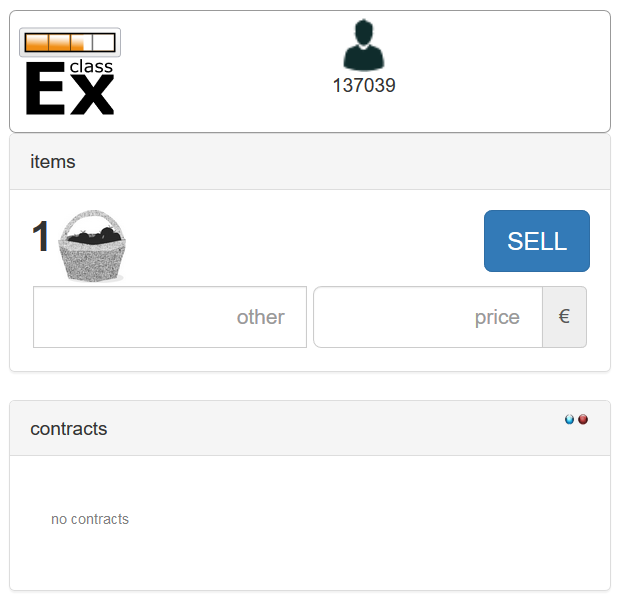 class
Ex
137039
items
1
SELL
other
price
€
contracts
no contracts